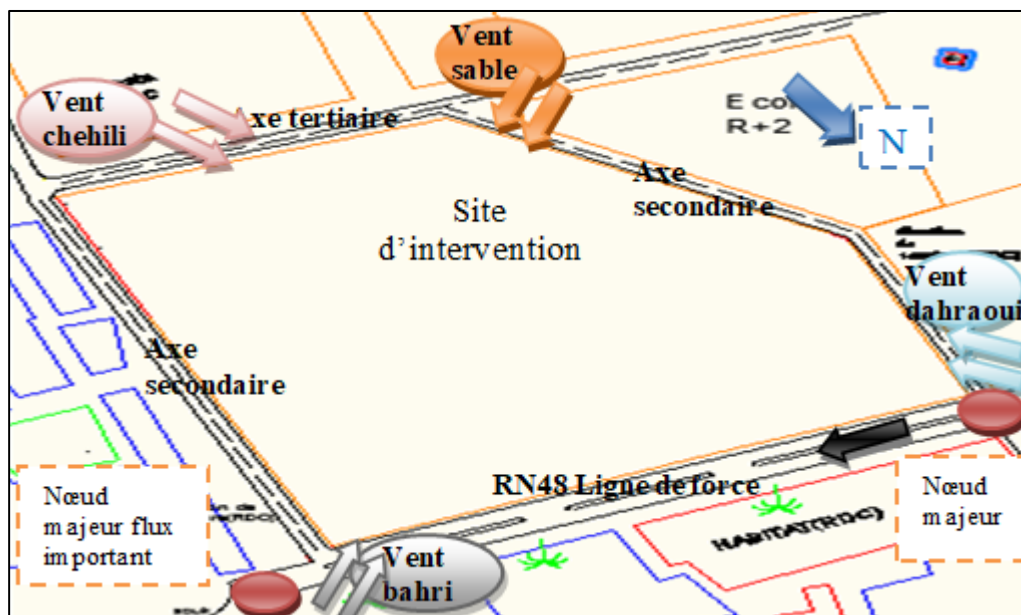 Vent
sable
Vent
chehili
Axe tertiaire
E col
R+2
N
Axe
secondaire
Site
d'intervention
Vent
dahraoui
Axe
secondaire
RN48 Ligne de force
Nœud
majeur flux
important
Nœud
majeur
HABITAT(RDC)
Vent
bahri